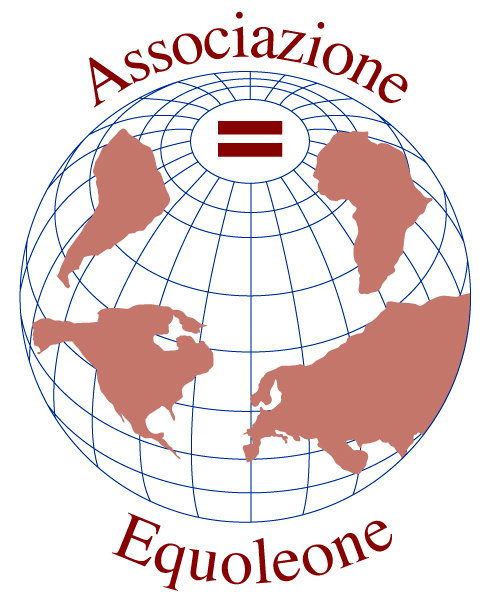 Associazione
=
Equoleone